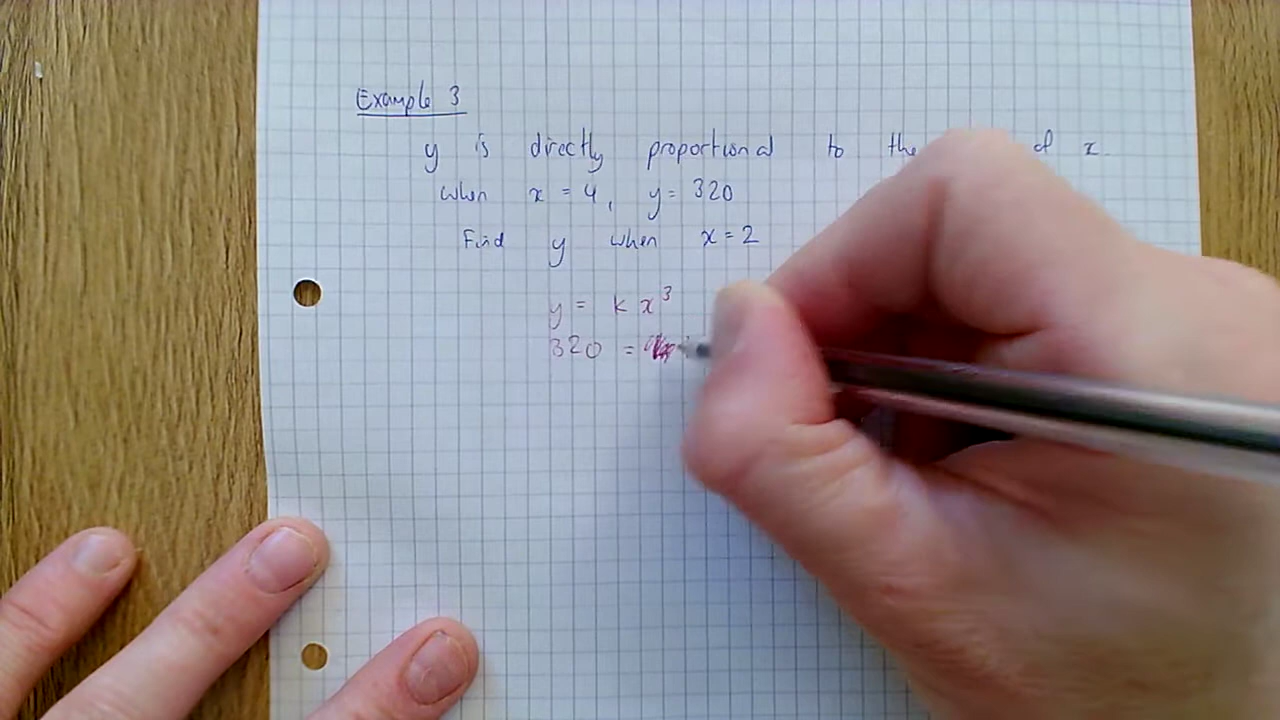 Example 3
y is directly proportional to the of x.
when x = 4, y = 320
Find y when x = 2
y = k x³
320 =